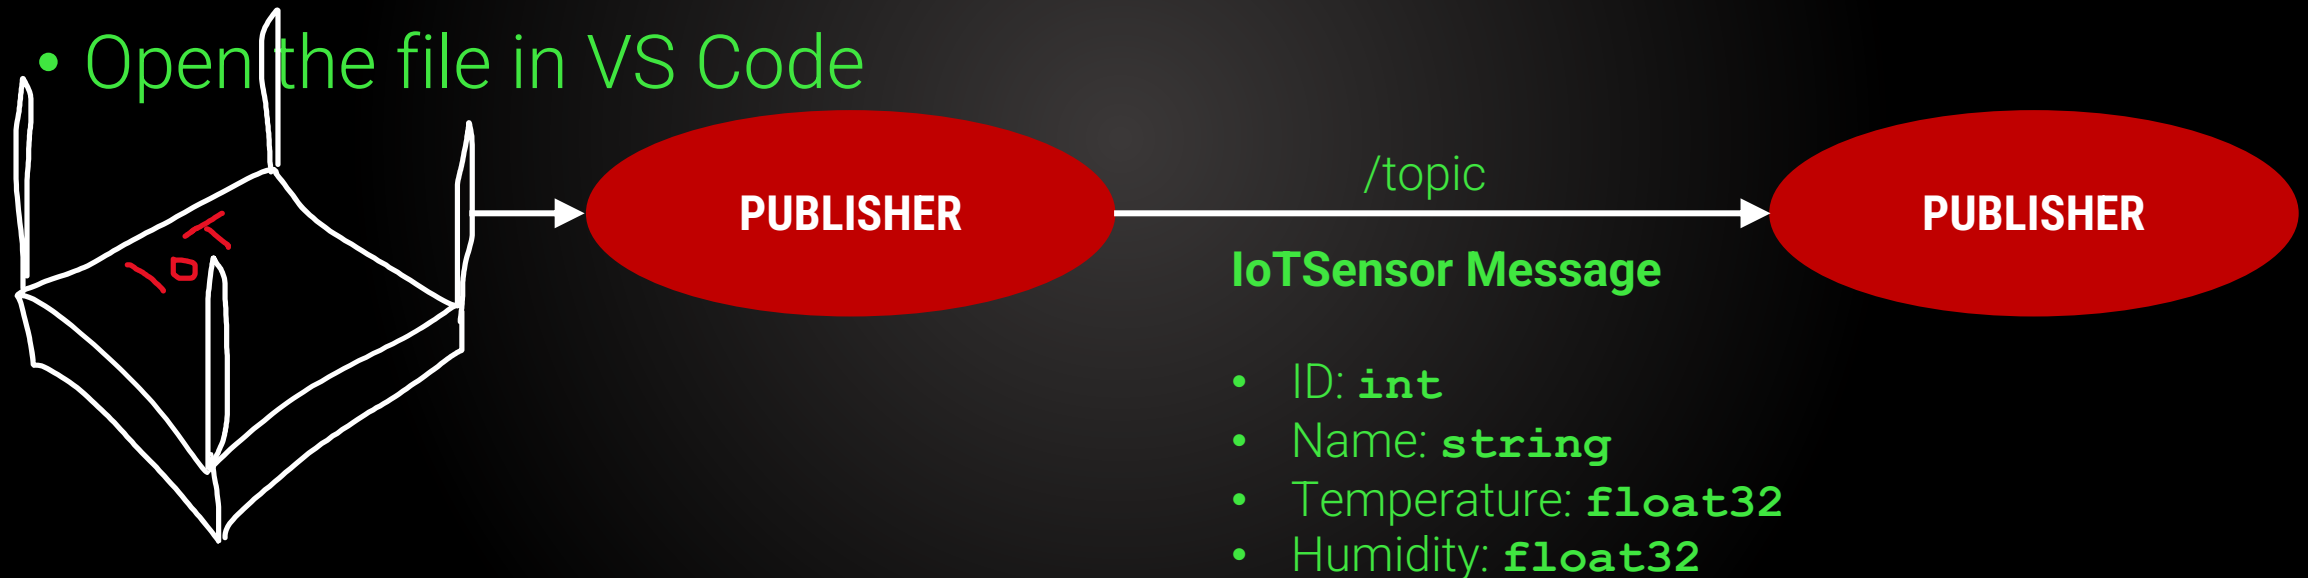 • Open the file in VS Code
IoT
PUBLISHER
/topic
PUBLISHER
IoTSensor Message
• ID: int
• Name: string
• Temperature: float32
• Humidity: float32